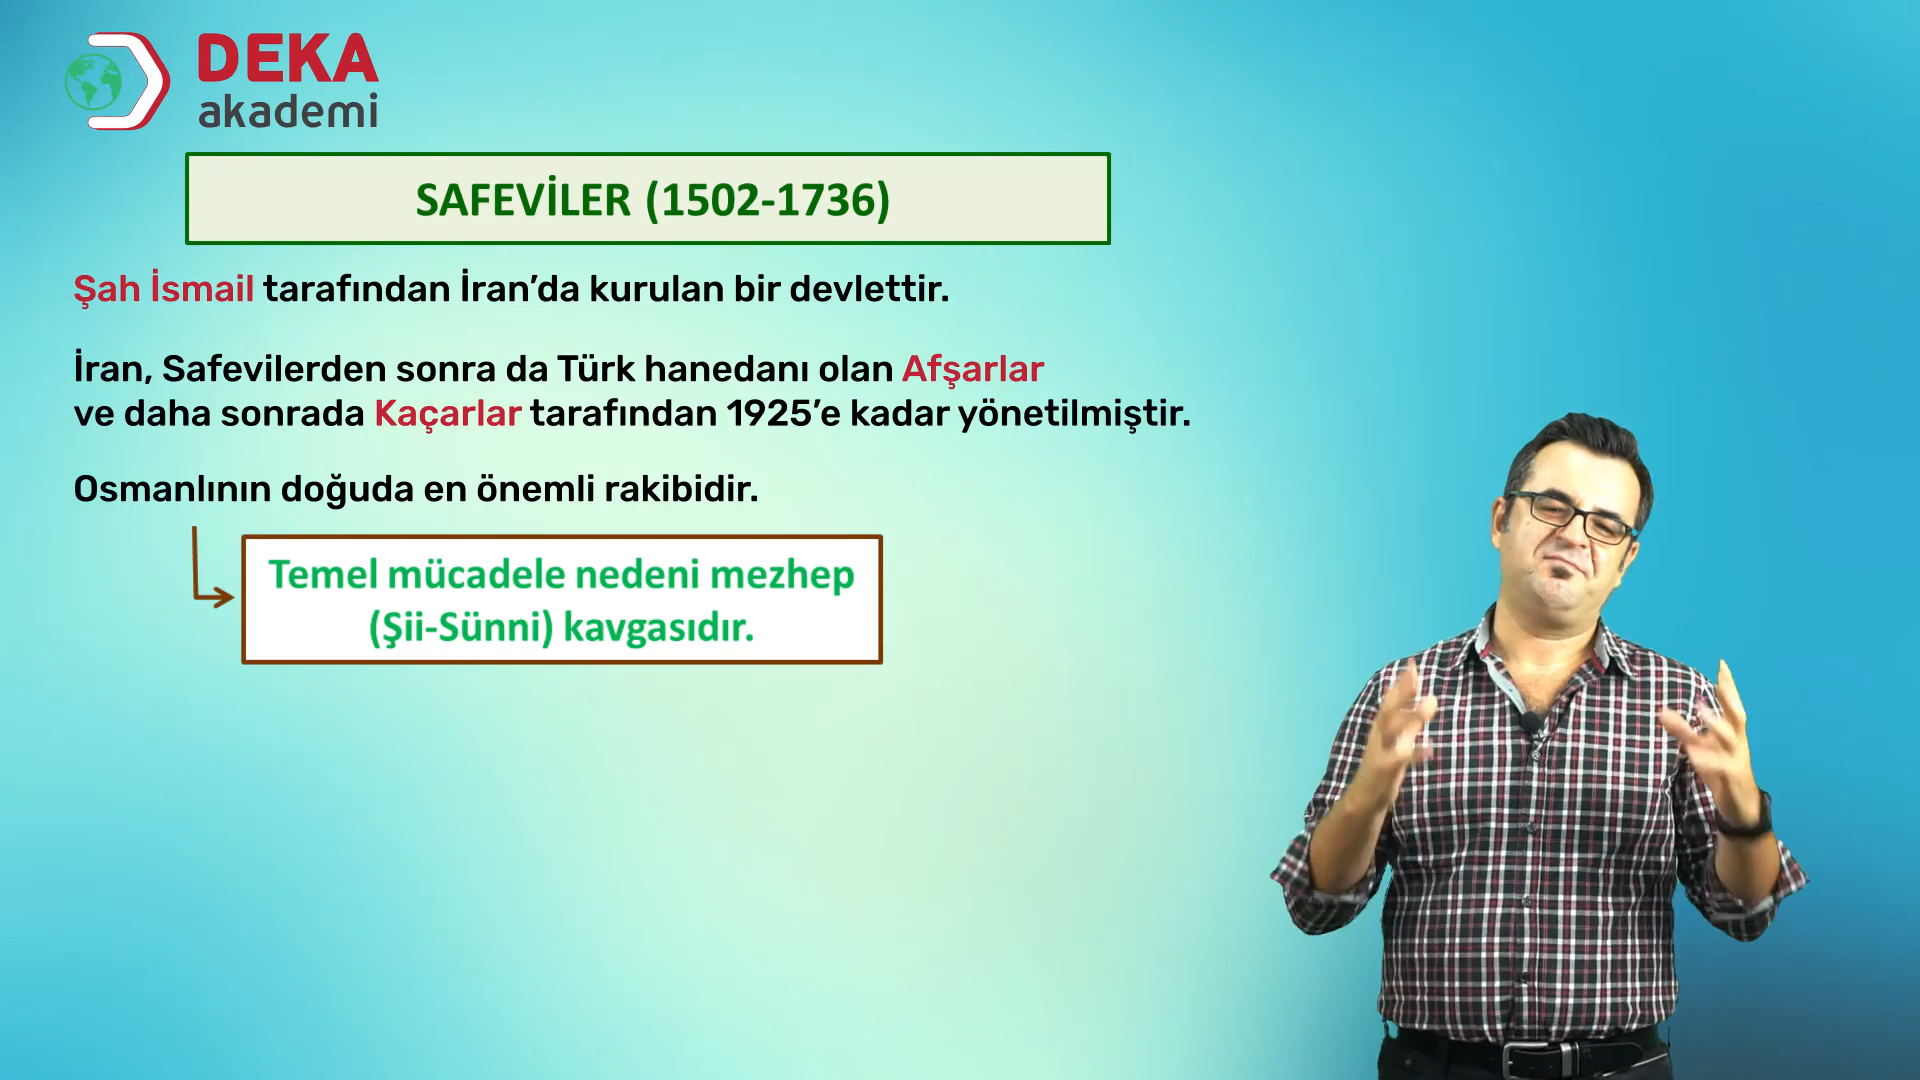 DEKA
akademi
SAFEVİLER (1502-1736)
Şah İsmail tarafından İran’da kurulan bir devlettir.
İran, Safevilerden sonra da Türk hanedanı olan Afşarlar
ve daha sonrada Kaçarlar tarafından 1925’e kadar yönetilmiştir.
Osmanlının doğuda en önemli rakibidir.
Temel mücadele nedeni mezhep
(Şii-Sünni) kavgasıdır.